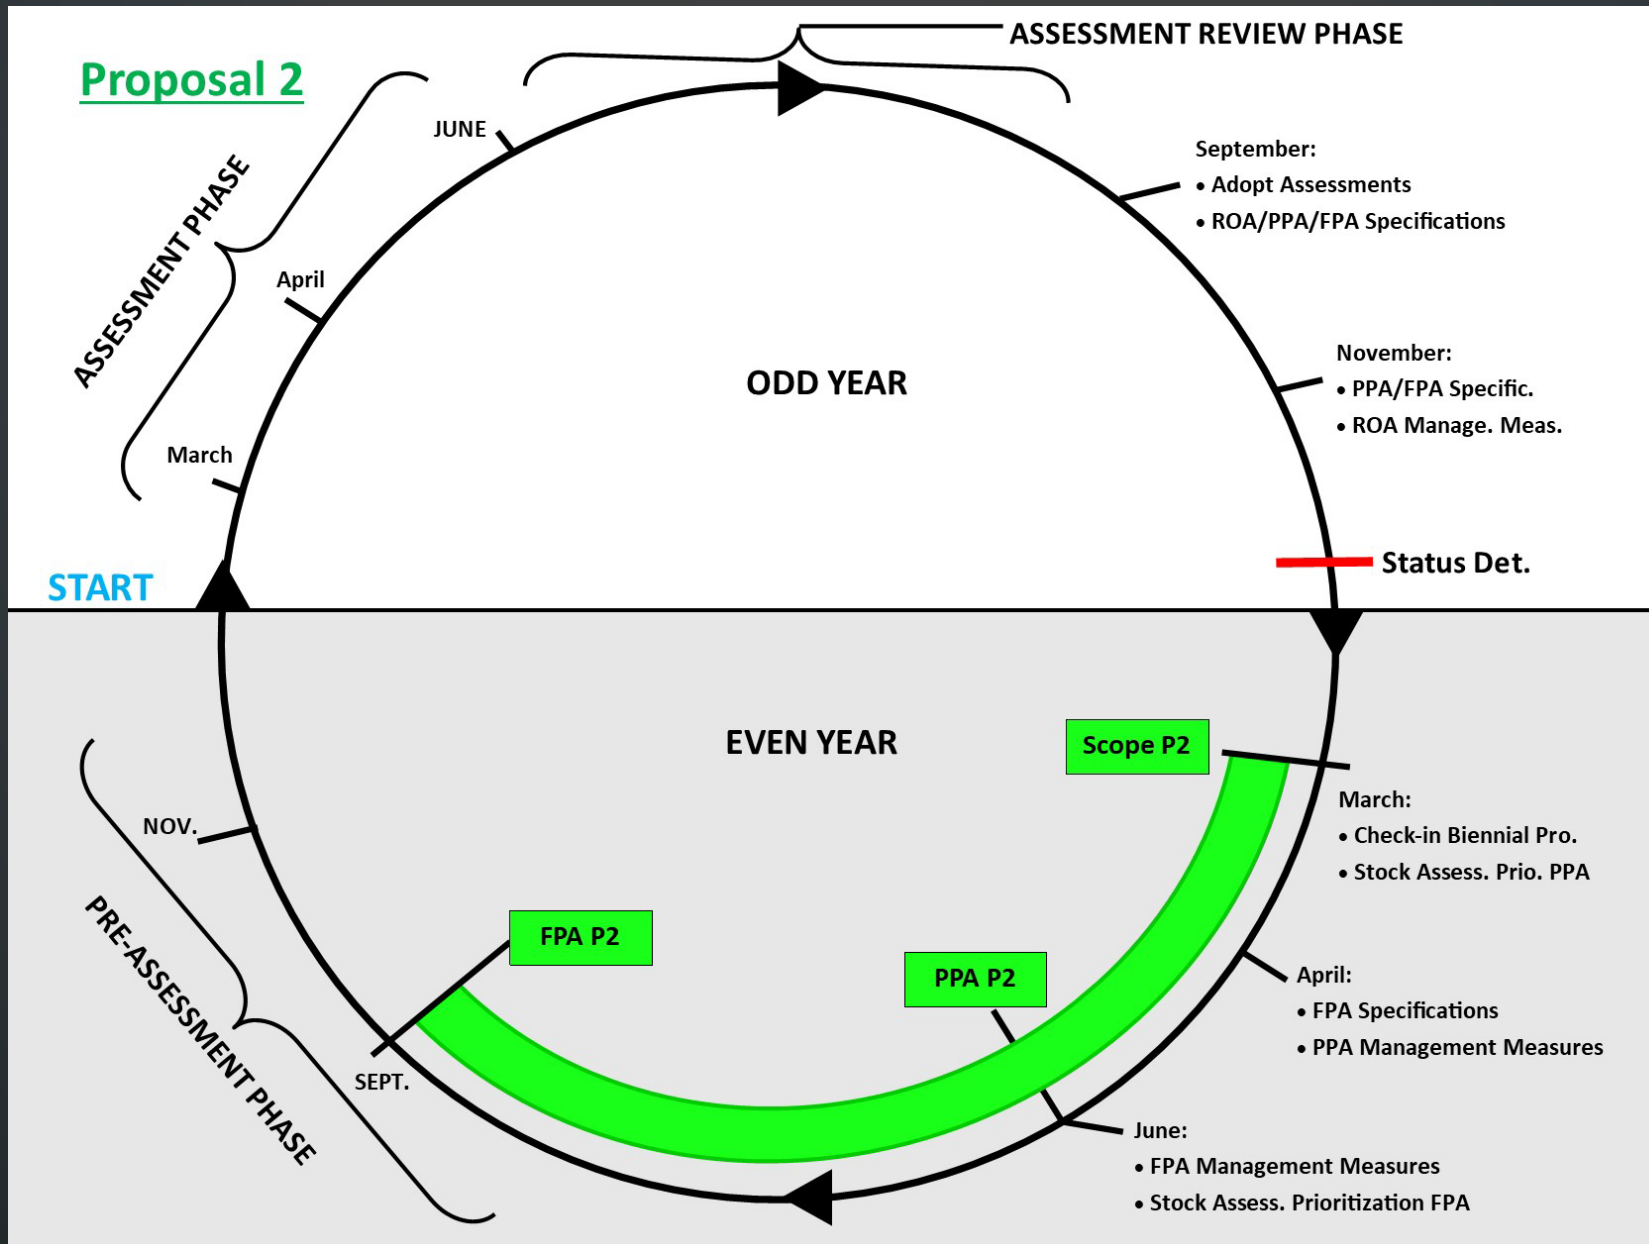 Proposal 2
ASSESSMENT REVIEW PHASE
JUNE
ASSESSMENT PHASE
April
March
START
ODD YEAR
September:
• Adopt Assessments
• ROA/PPA/FPA Specifications
November:
• PPA/FPA Specific.
• ROA Manage. Meas.
Status Det.
EVEN YEAR
Scope P2
March:
• Check-in Biennial Pro.
• Stock Assess. Prio. PPA
April:
• FPA Specifications
• PPA Management Measures
PPA P2
June:
• FPA Management Measures
• Stock Assess. Prioritization FPA
FPA P2
SEPT.
NOV.
PRE-ASSESSMENT PHASE